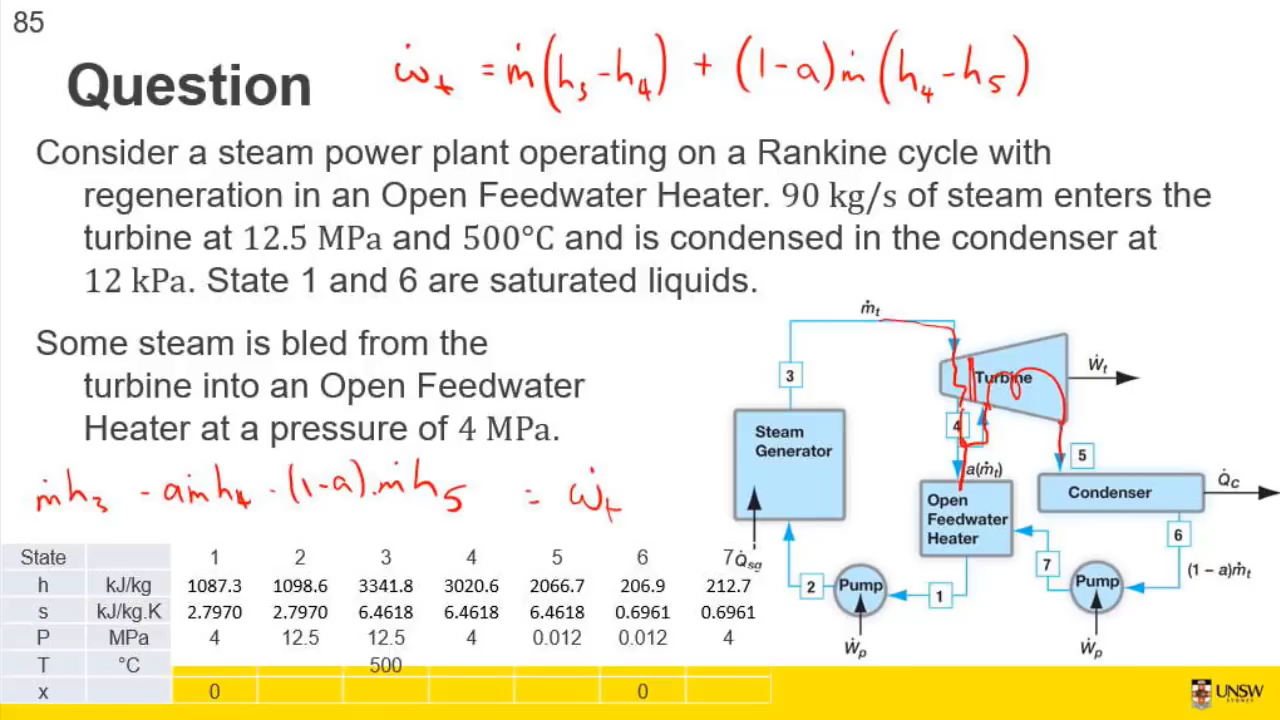 85
ẇt = ṁ(h3 - h4) + (1-a)ṁ(h4 - h5)
Question
Consider a steam power plant operating on a Rankine cycle with
regeneration in an Open Feedwater Heater. 90 kg/s of steam enters the
turbine at 12.5 MPa and 500°C and is condensed in the condenser at
12 kPa. State 1 and 6 are saturated liquids.
Some steam is bled from the
turbine into an Open Feedwater
Heater at a pressure of 4 MPa.
ṁh3 - aṁh4 - (1-a).ṁh5 = ẇt
State 1 2 3 4 5 6 7
h kJ/kg 1087.3 1098.6 3341.8 3020.6 2066.7 206.9 212.7
s kJ/kg.K 2.7970 2.7970 6.4618 6.4618 6.4618 0.6961 0.6961
P MPa 4 12.5 12.5 4 0.012 0.012 4
T °C 500
x 0 0
ṁt
3
Turbine
Ẇt
Steam
Generator
4
a(ṁt)
5
Condenser
Q̇c
Open
Feedwater
Heater
6
Q̇sg
7
(1 − a)ṁt
2
Pump
1
Pump
Ẇp
Ẇp
UNSW
SYDNEY